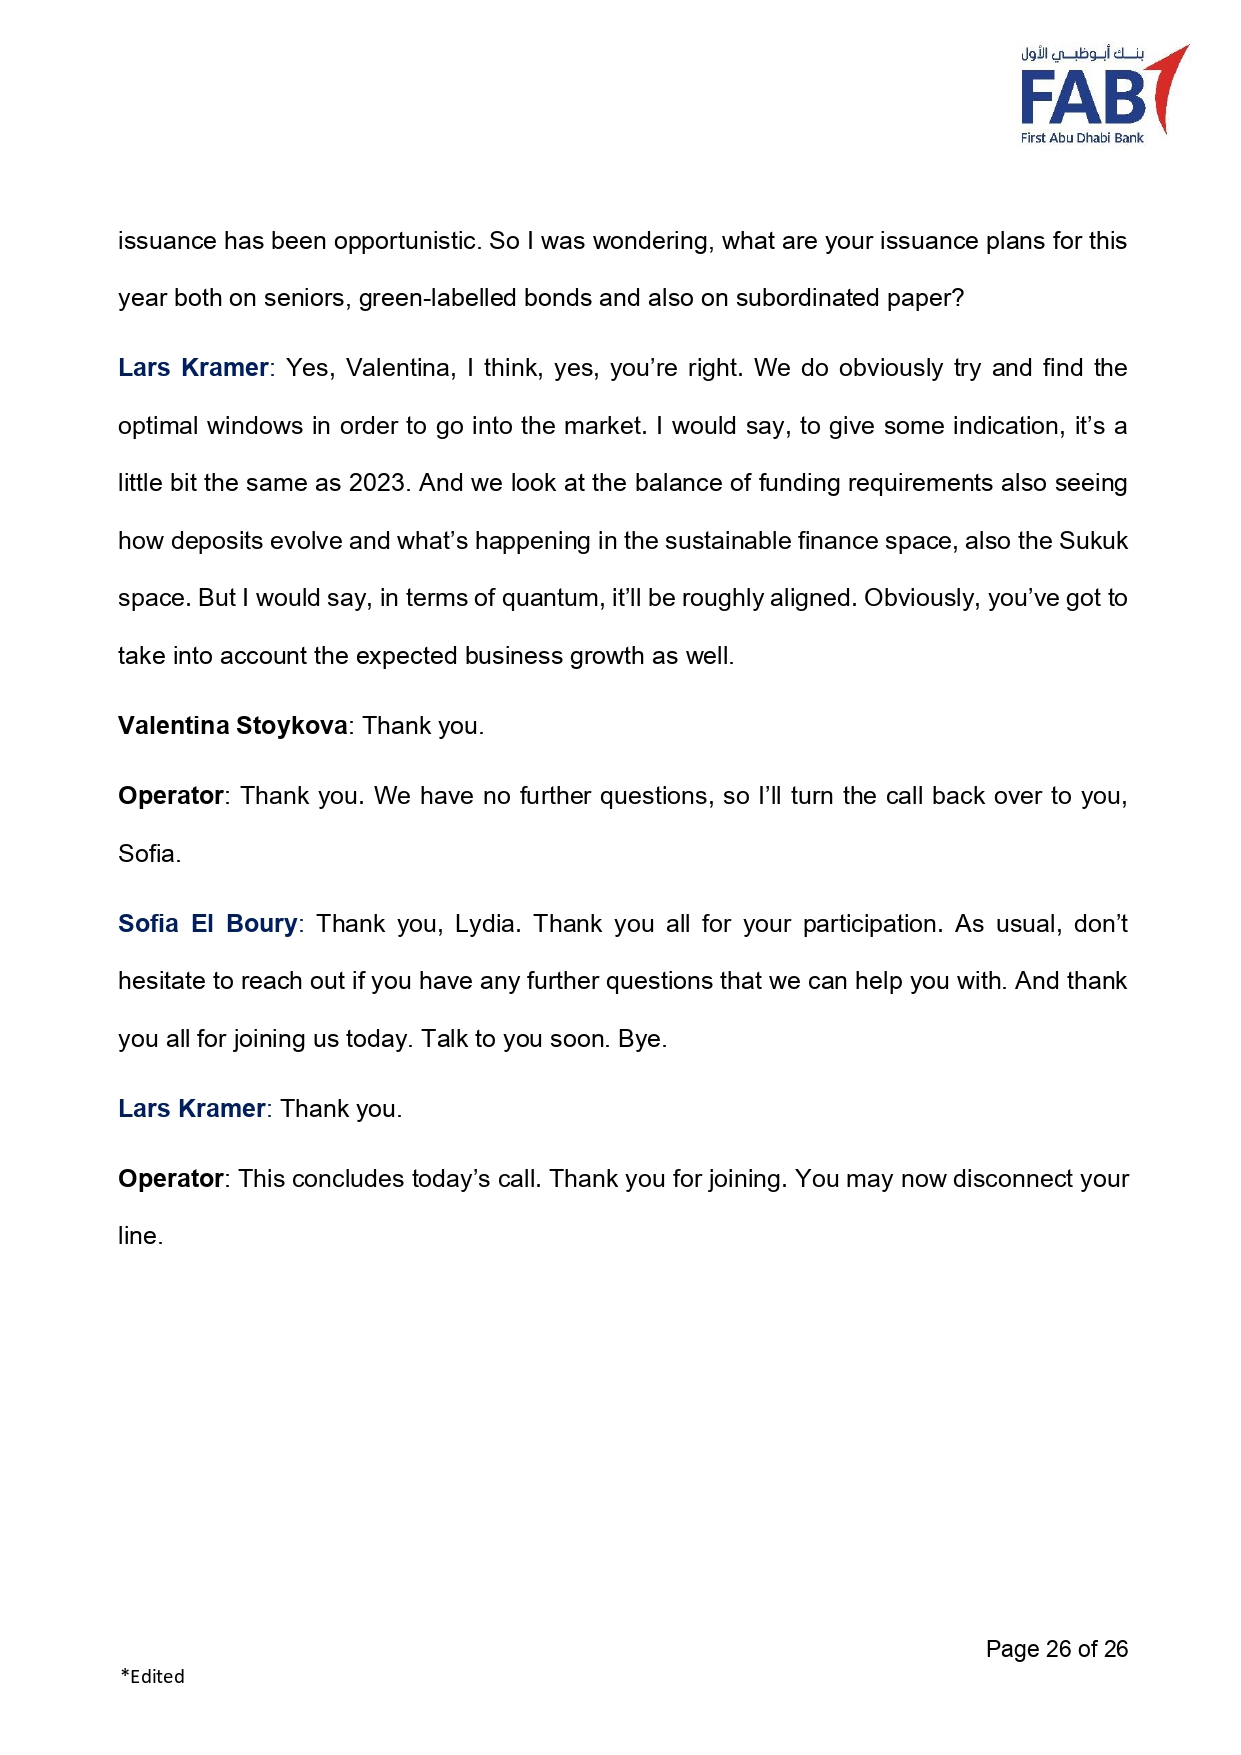 بنك أبوظبي الأول
FAB
First Abu Dhabi Bank
issuance has been opportunistic. So I was wondering, what are your issuance plans for this
year both on seniors, green-labelled bonds and also on subordinated paper?
Lars Kramer: Yes, Valentina, I think, yes, you’re right. We do obviously try and find the
optimal windows in order to go into the market. I would say, to give some indication, it’s a
little bit the same as 2023. And we look at the balance of funding requirements also seeing
how deposits evolve and what’s happening in the sustainable finance space, also the Sukuk
space. But I would say, in terms of quantum, it’ll be roughly aligned. Obviously, you’ve got to
take into account the expected business growth as well.
Valentina Stoykova: Thank you.
Operator: Thank you. We have no further questions, so I’ll turn the call back over to you,
Sofia.
Sofia El Boury: Thank you, Lydia. Thank you all for your participation. As usual, don’t
hesitate to reach out if you have any further questions that we can help you with. And thank
you all for joining us today. Talk to you soon. Bye.
Lars Kramer: Thank you.
Operator: This concludes today’s call. Thank you for joining. You may now disconnect your
line.
Page 26 of 26
*Edited